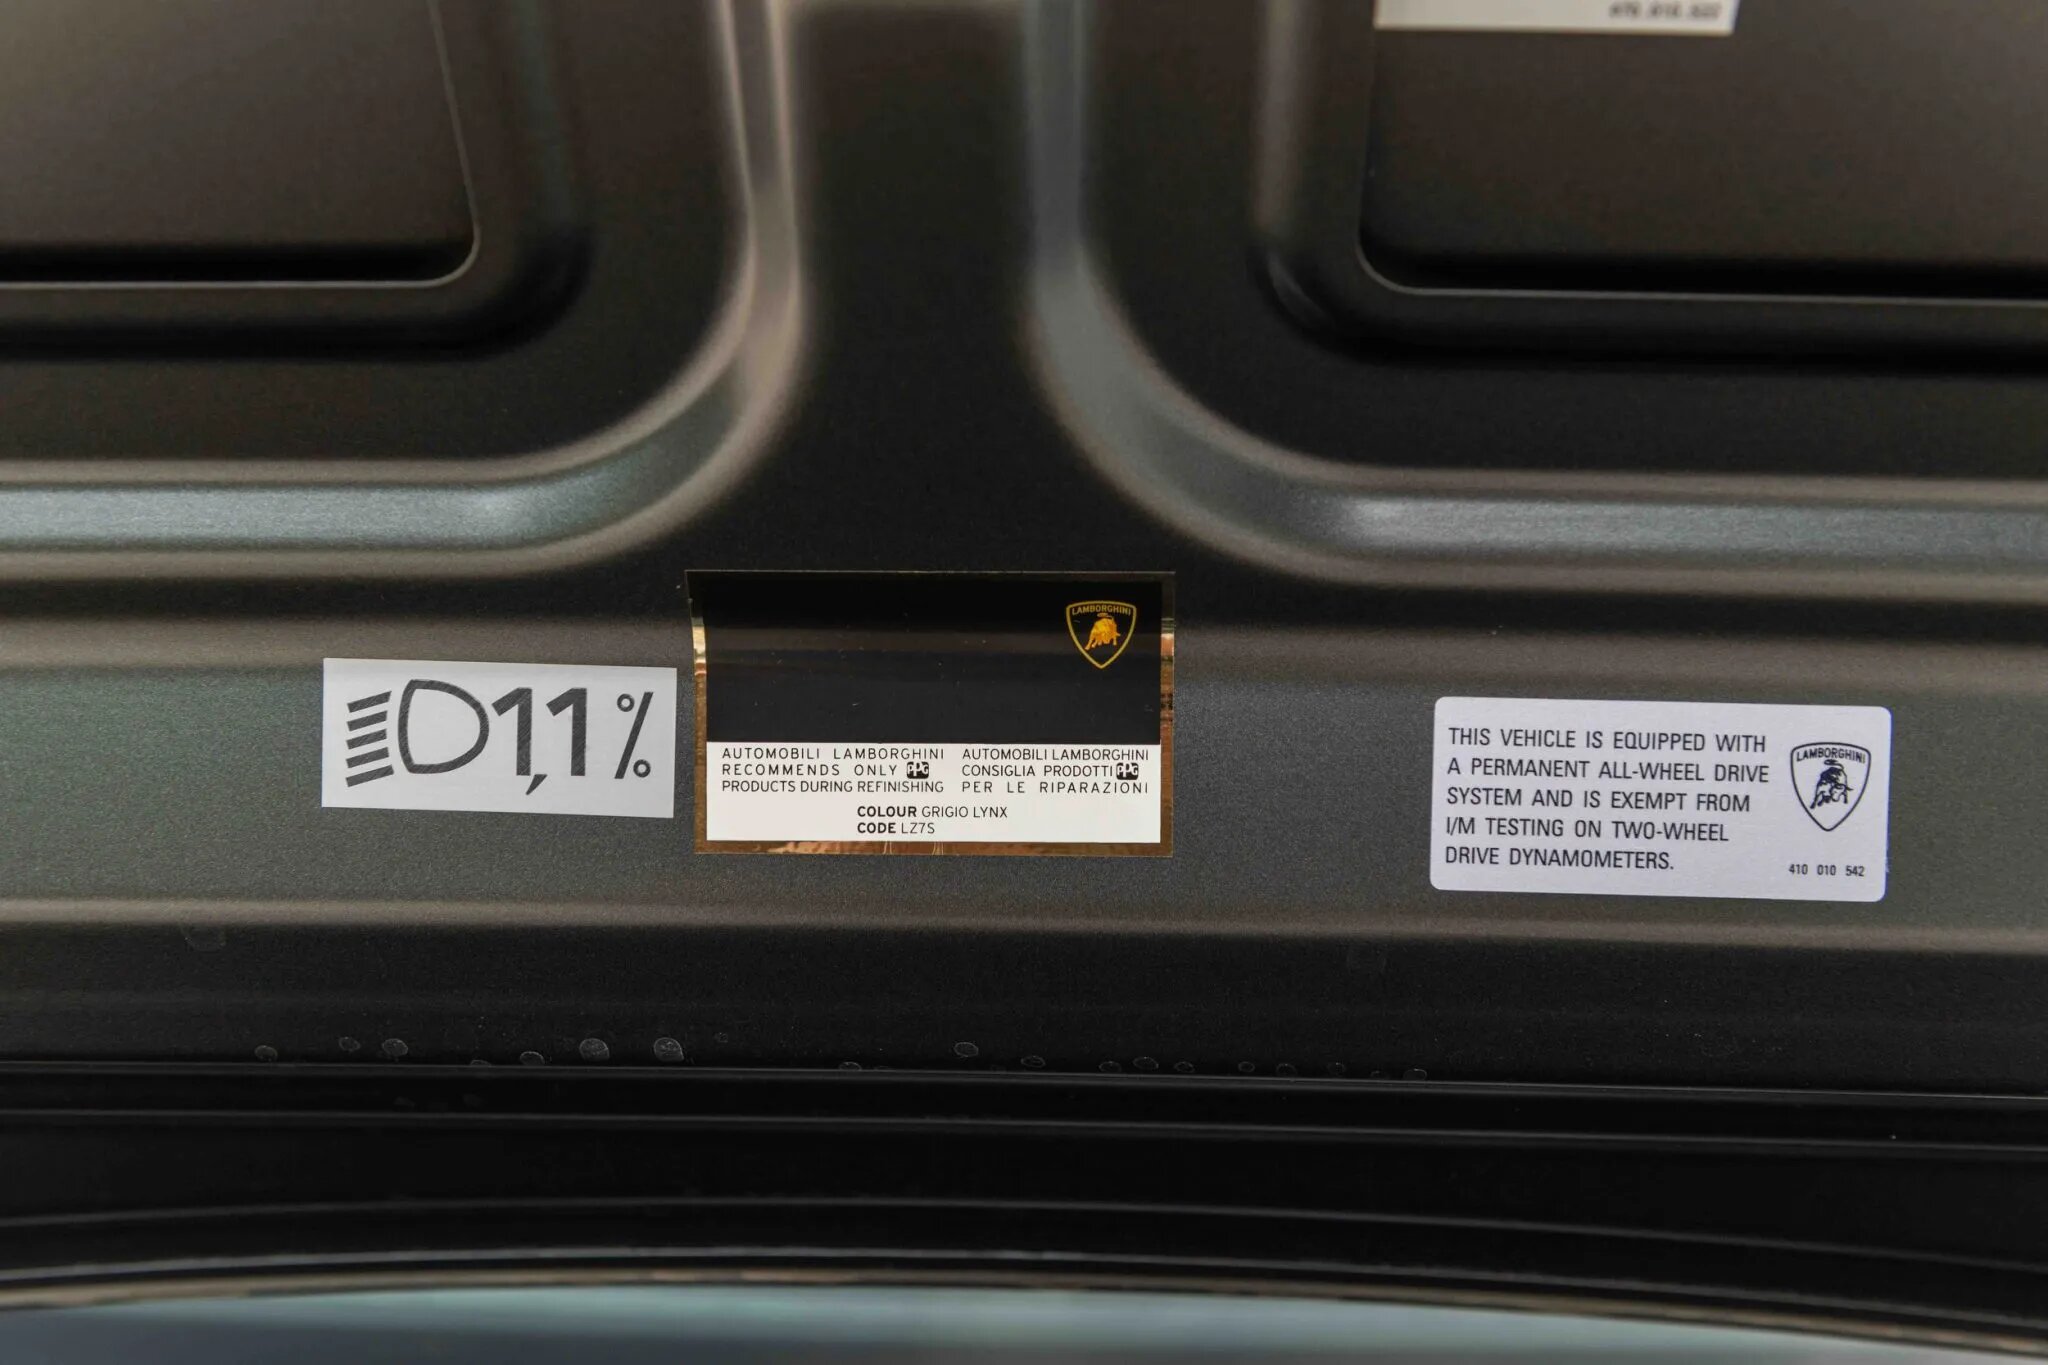 1,1%
LAMBORGHINI
AUTOMOBILI LAMBORGHINI
RECOMMENDS ONLY PPG
PRODUCTS DURING REFINISHING
AUTOMOBILI LAMBORGHINI
CONSIGLIA PRODOTTI PPG
PER LE RIPARAZIONI
COLOUR GRIGIO LYNX
CODE LZ7S
THIS VEHICLE IS EQUIPPED WITH
A PERMANENT ALL-WHEEL DRIVE
SYSTEM AND IS EXEMPT FROM
I/M TESTING ON TWO-WHEEL
DRIVE DYNAMOMETERS.
LAMBORGHINI
410 010 542